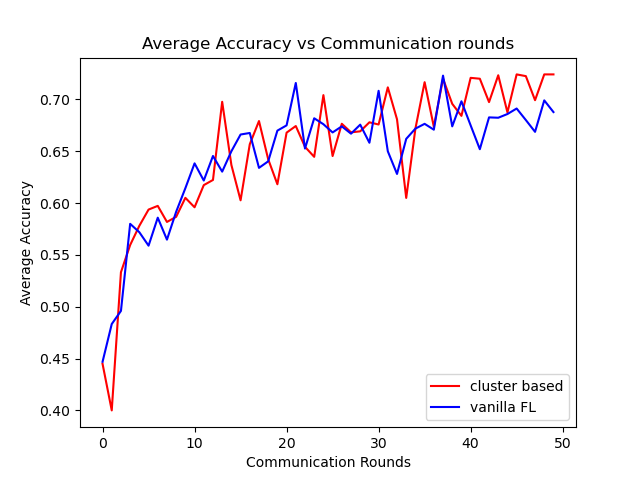 Average Accuracy vs Communication rounds
Average Accuracy
0.70
0.65
0.60
0.55
0.50
0.45
0.40
0
10
20
30
40
50
Communication Rounds
cluster based
vanilla FL